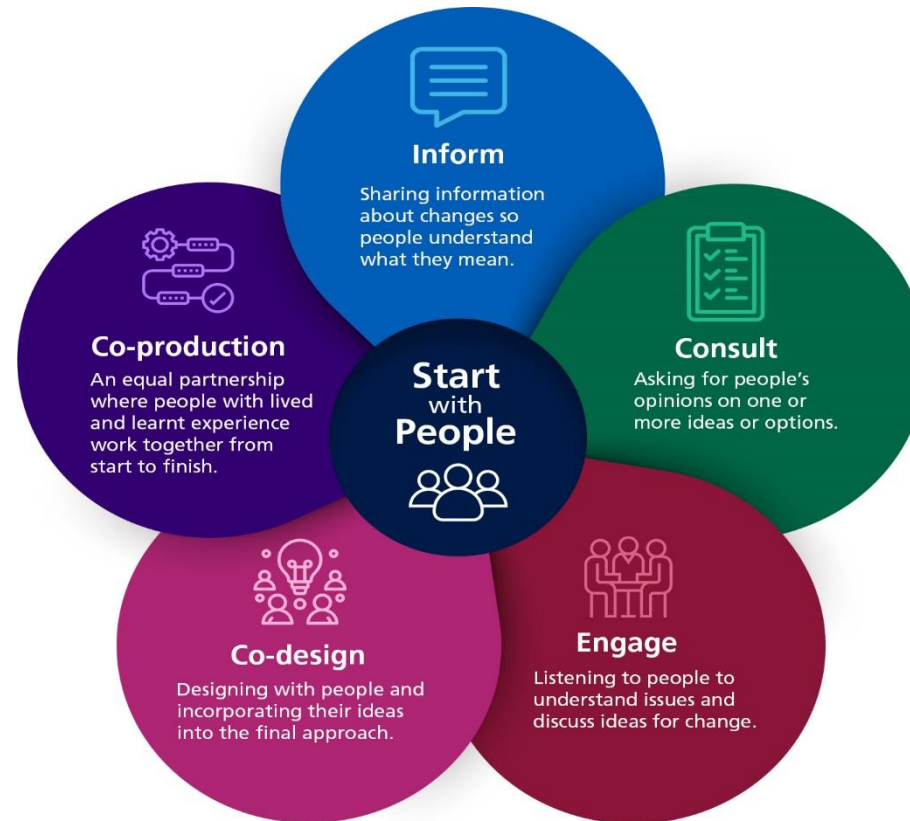 Inform
Sharing information
about changes so
people understand
what they mean.
Consult
Asking for people's
opinions on one or
more ideas or options.
Engage
Listening to people to
understand issues and
discuss ideas for change.
Co-design
Designing with people and
incorporating their ideas
into the final approach.
Co-production
An equal partnership
where people with lived
and learnt experience
work together from
start to finish.
Start
with
People